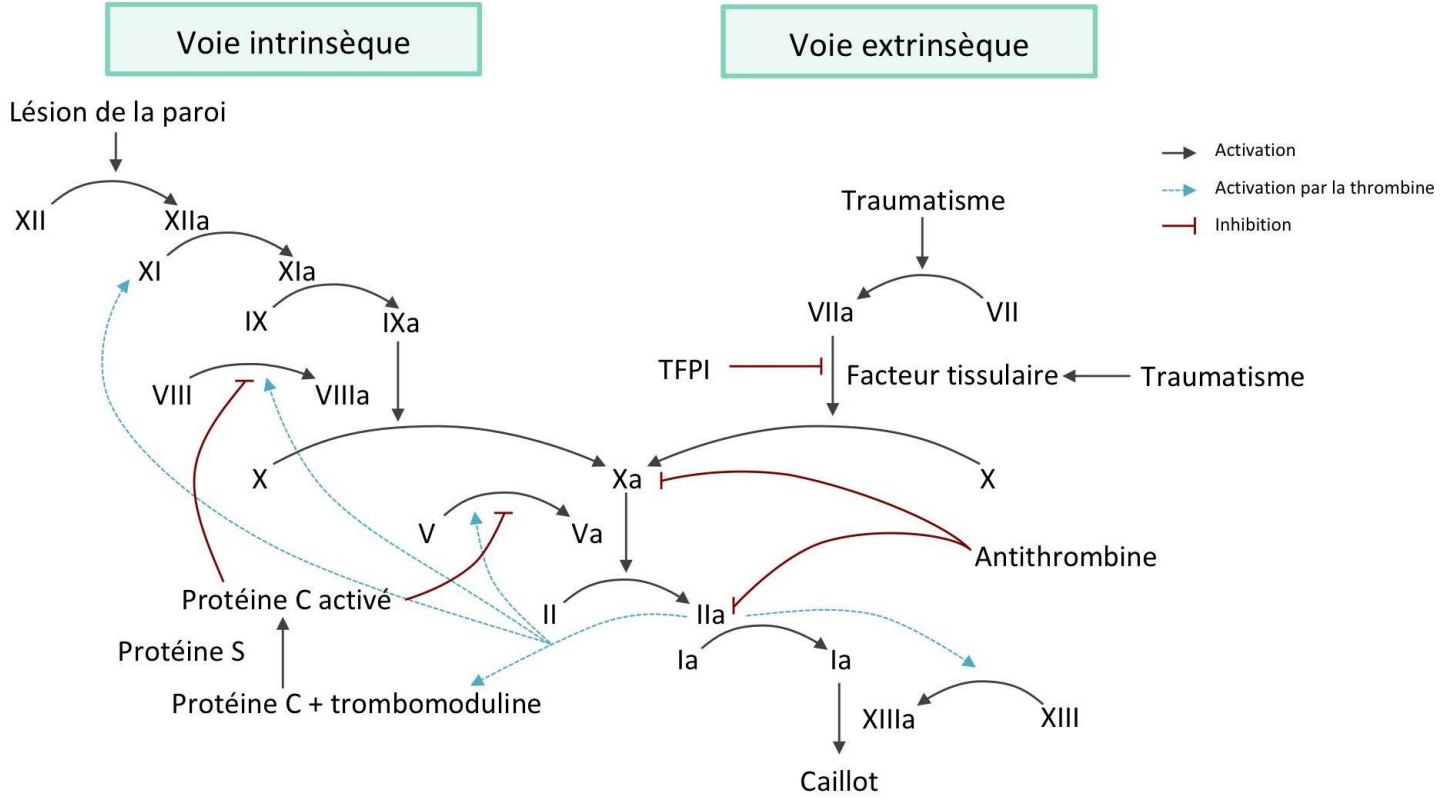 Voie intrinsèque
Voie extrinsèque
Lésion de la paroi
Activation
Activation par la thrombine
Inhibition
Traumatisme
XII
XIIa
XI
XIa
IX
IXa
VIIa
VII
TFPI
Facteur tissulaire
Traumatisme
VIII
VIIIa
X
Xa
X
V
Va
Antithrombine
Protéine C activé
II
IIa
Protéine S
Ia
Ia
Protéine C + trombomoduline
XIIIa
XIII
Caillot